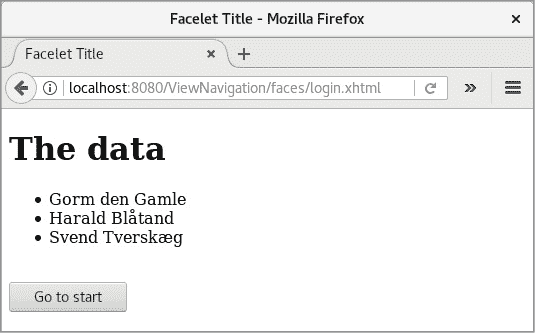 Facelet Title - Mozilla Firefox
Facelet Title
localhost:8080/ViewNavigation/faces/login.xhtml
The data
Gorm den Gamle
Harald Blåtand
Svend Tverskæg
Go to start